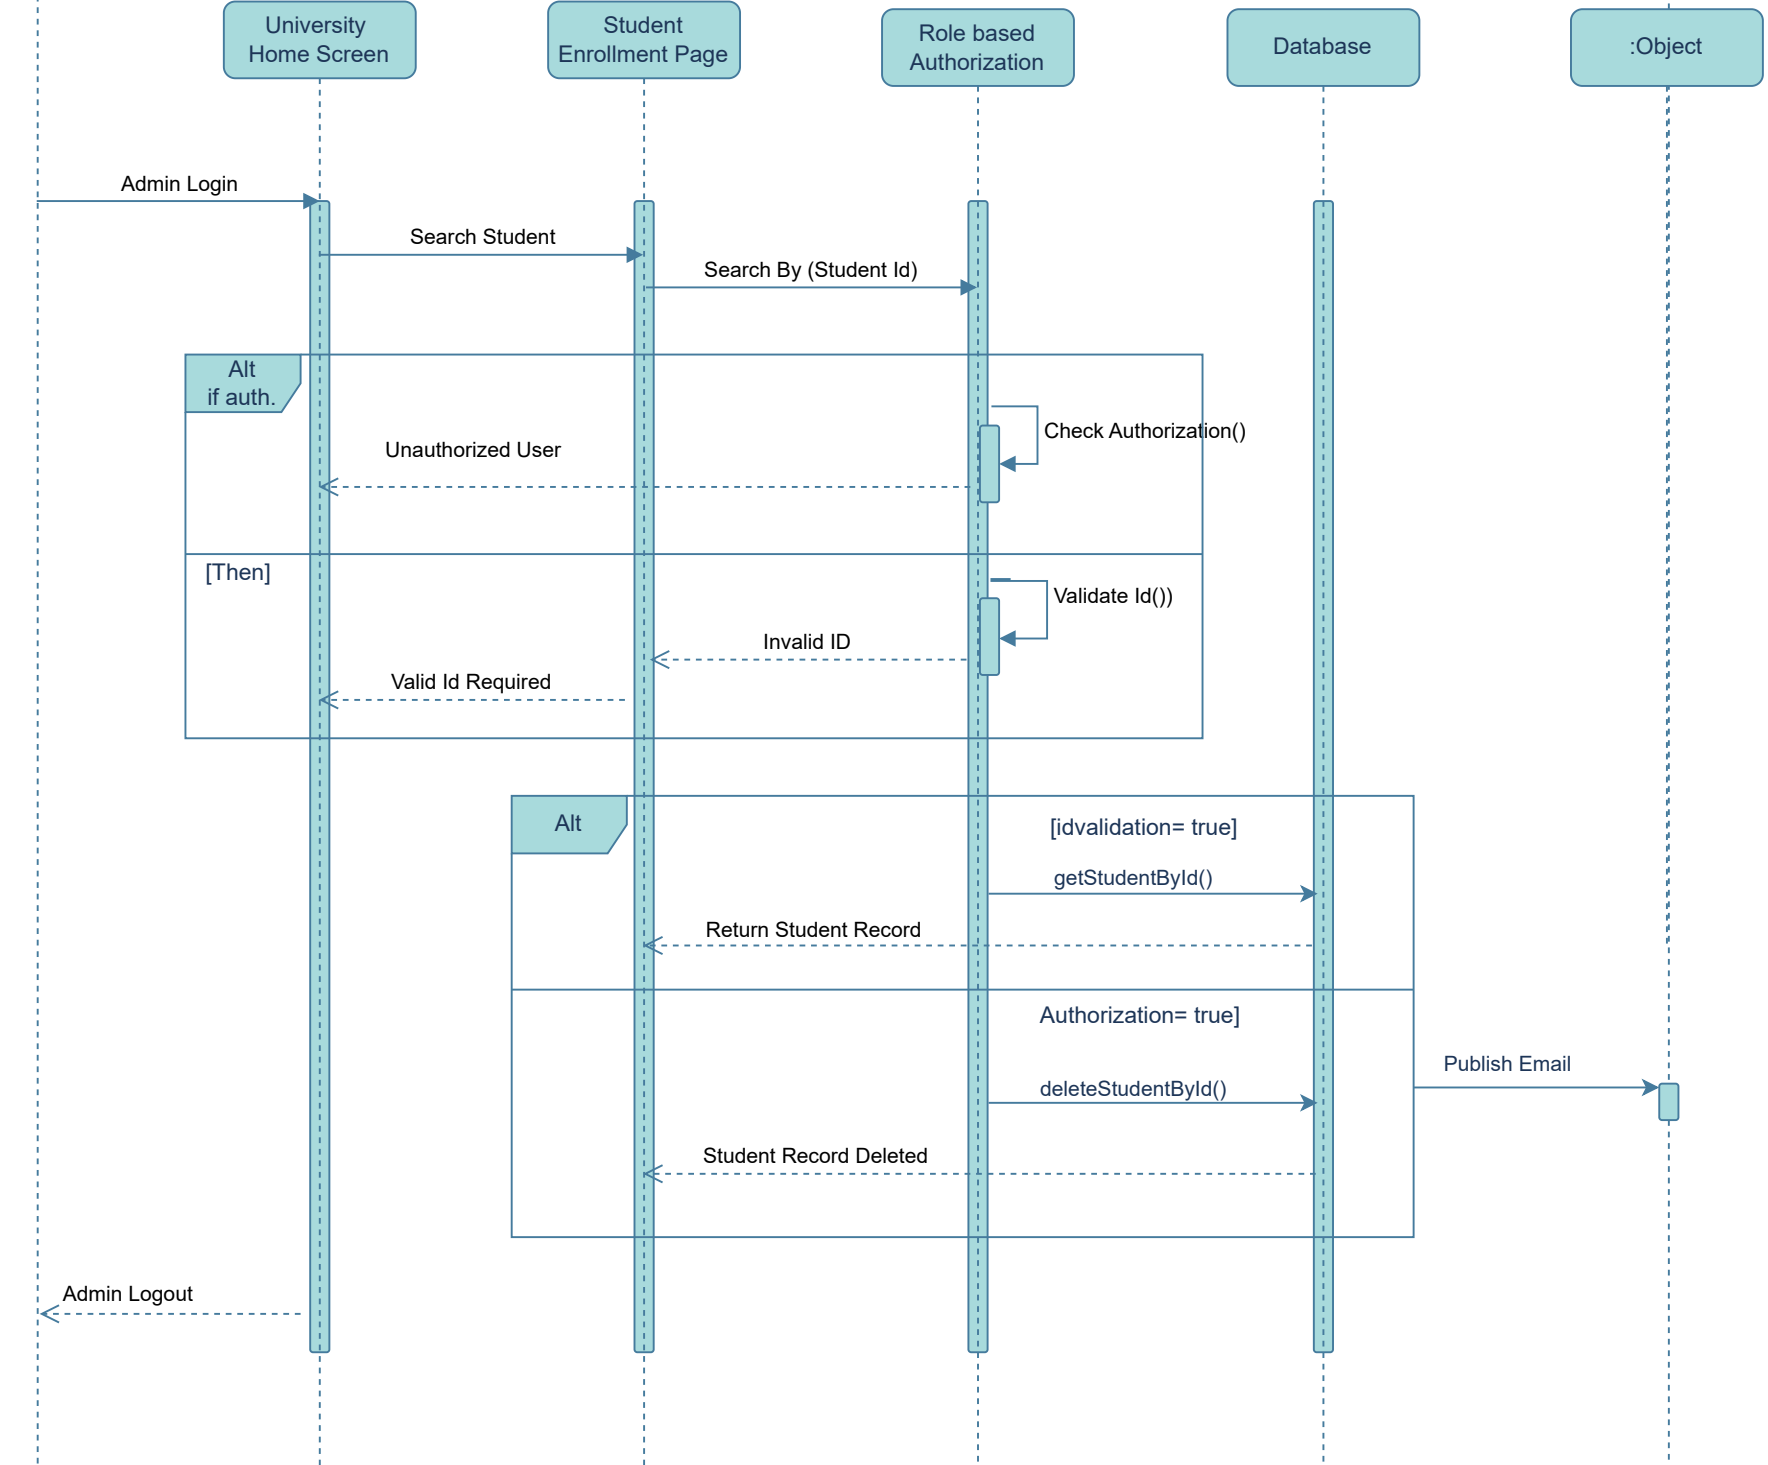 University
Home Screen
Student
Enrollment Page
Role based
Authorization
Database
:Object
Admin Login
Search Student
Search By (Student Id)
Alt
if auth.
Check Authorization()
Unauthorized User
[Then]
Validate Id())
Invalid ID
Valid Id Required
Alt
[idvalidation= true]
getStudentById()
Return Student Record
Authorization= true]
Publish Email
deleteStudentById()
Student Record Deleted
Admin Logout